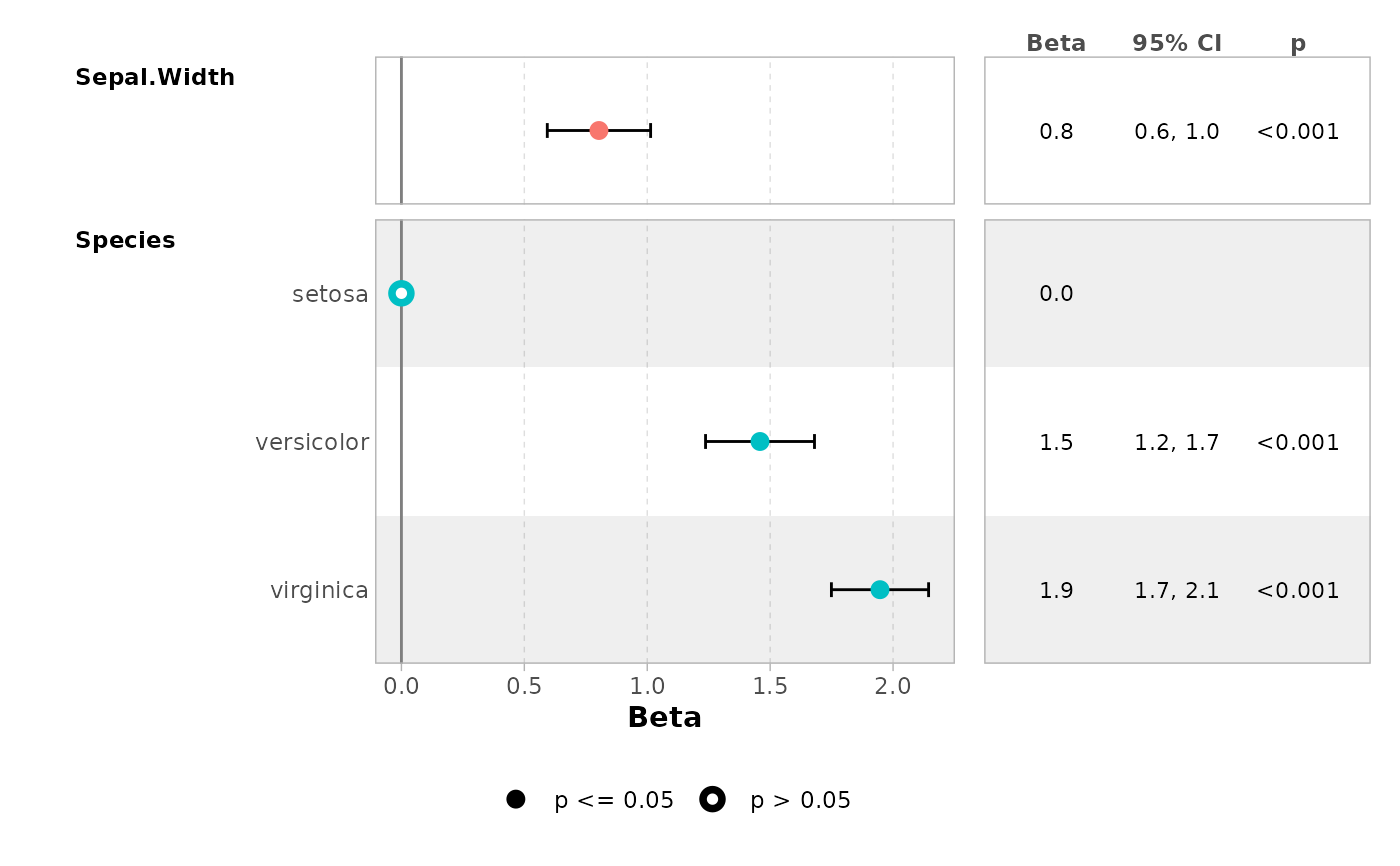 Beta 95% CI p
Sepal.Width
0.8 0.6, 1.0 <0.001
Species
setosa 0.0
versicolor 1.5 1.2, 1.7 <0.001
virginica 1.9 1.7, 2.1 <0.001
0.0 0.5 1.0 1.5 2.0
Beta
p <= 0.05 p > 0.05